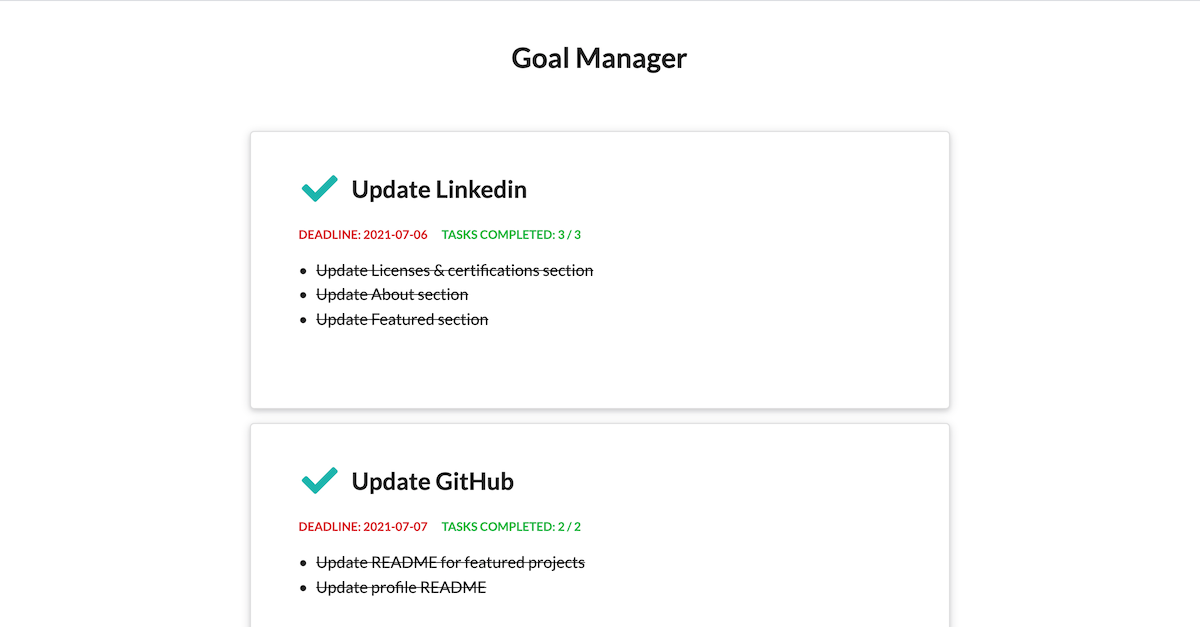 Goal Manager
Update Linkedin
DEADLINE: 2021-07-06 TASKS COMPLETED: 3 / 3
Update Licenses & certifications section
Update About section
Update Featured section
Update GitHub
DEADLINE: 2021-07-07 TASKS COMPLETED: 2 / 2
Update README for featured projects
Update profile README